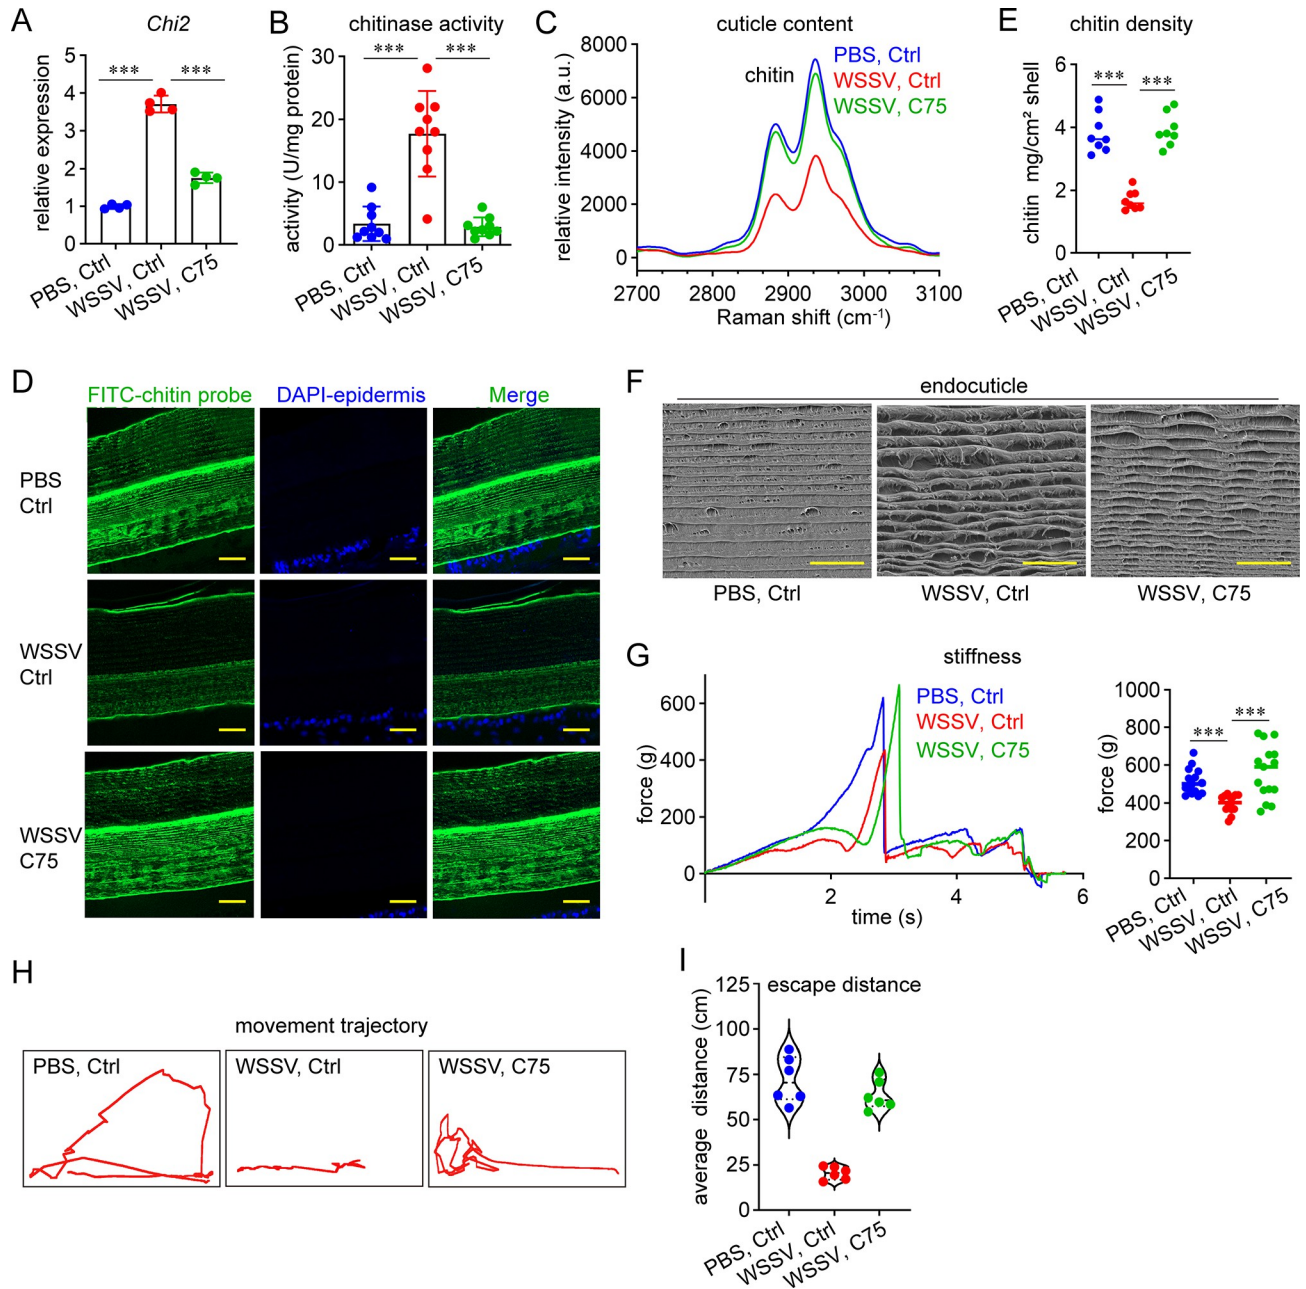 A
Chi2
relative expression
5
4
3
2
1
0
***
***
PBS, Ctrl
WSSV, Ctrl
WSSV, C75
B
chitinase activity
activity (U/mg protein)
30
20
10
0
***
***
PBS, Ctrl
WSSV, Ctrl
WSSV, C75
C
cuticle content
relative intensity (a.u.)
8000
6000
4000
2000
0
chitin
PBS, Ctrl
WSSV, Ctrl
WSSV, C75
2700
2800
2900
3000
3100
Raman shift (cm⁻¹)
E
chitin density
chitin mg/cm² shell
6
4
2
0
***
***
PBS, Ctrl
WSSV, Ctrl
WSSV, C75
D
FITC-chitin probe
DAPI-epidermis
Merge
PBS
Ctrl
WSSV
Ctrl
WSSV
C75
F
endocuticle
PBS, Ctrl
WSSV, Ctrl
WSSV, C75
G
stiffness
force (g)
600
400
200
0
PBS, Ctrl
WSSV, Ctrl
WSSV, C75
2
4
6
time (s)
force (g)
1000
800
600
400
200
0
***
***
PBS, Ctrl
WSSV, Ctrl
WSSV, C75
H
movement trajectory
PBS, Ctrl
WSSV, Ctrl
WSSV, C75
I
escape distance
average distance (cm)
125
100
75
50
25
0
PBS, Ctrl
WSSV, Ctrl
WSSV, C75